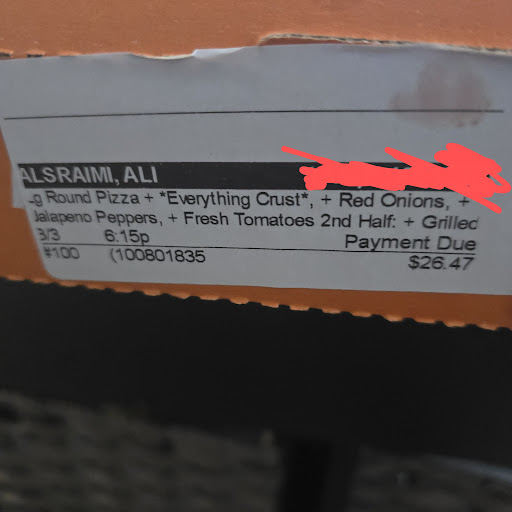 ALSRAIMI, ALI
Lg Round Pizza + *Everything Crust*, + Red Onions, +
Jalapeno Peppers, + Fresh Tomatoes 2nd Half: + Grilled
3/3 6:15p Payment Due
#100 (100801835 $26.47